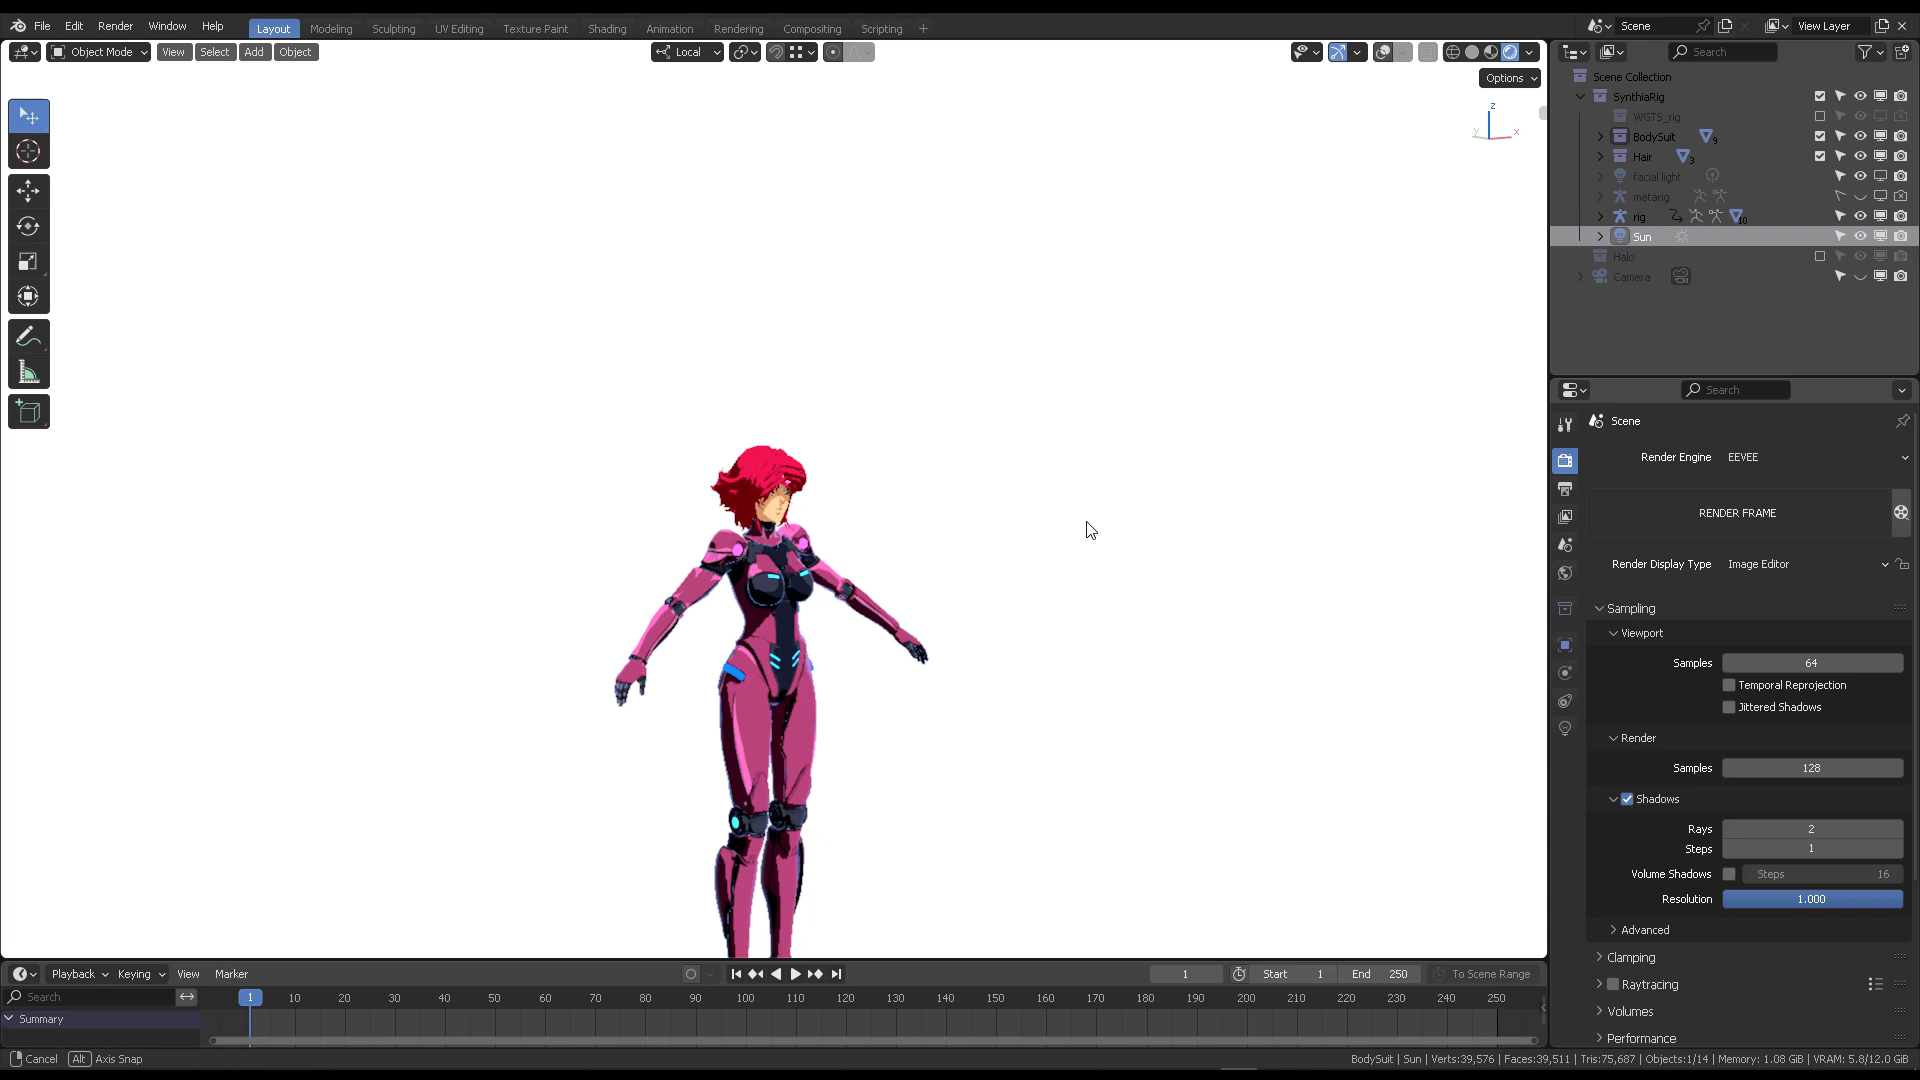 File Edit Render Window Help Layout Modeling Sculpting UV Editing Texture Paint Shading Animation Rendering Compositing Scripting + Scene View Layer
Object Mode View Select Add Object Local Search
Options
z
y x
Scene Collection
SynthiaRig
WGTS_rig
BodySuit 9
Hair 3
facial light
metarig
rig 10
Sun
Halo
Camera
Search
Scene
Render Engine EEVEE
RENDER FRAME
Render Display Type Image Editor
Sampling
Viewport
Samples 64
Temporal Reprojection
Jittered Shadows
Render
Samples 128
Shadows
Rays 2
Steps 1
Volume Shadows Steps 16
Resolution 1.000
Advanced
Clamping
Raytracing
Volumes
Performance
Playback Keying View Marker 1 Start 1 End 250 To Scene Range
Search 1 10 20 30 40 50 60 70 80 90 100 110 120 130 140 150 160 170 180 190 200 210 220 230 240 250
Summary
Cancel Alt Axis Snap BodySuit | Sun | Verts:39,576 | Faces:39,511 | Tris:75,687 | Objects:1/14 | Memory: 1.08 GiB | VRAM: 5.8/12.0 GiB